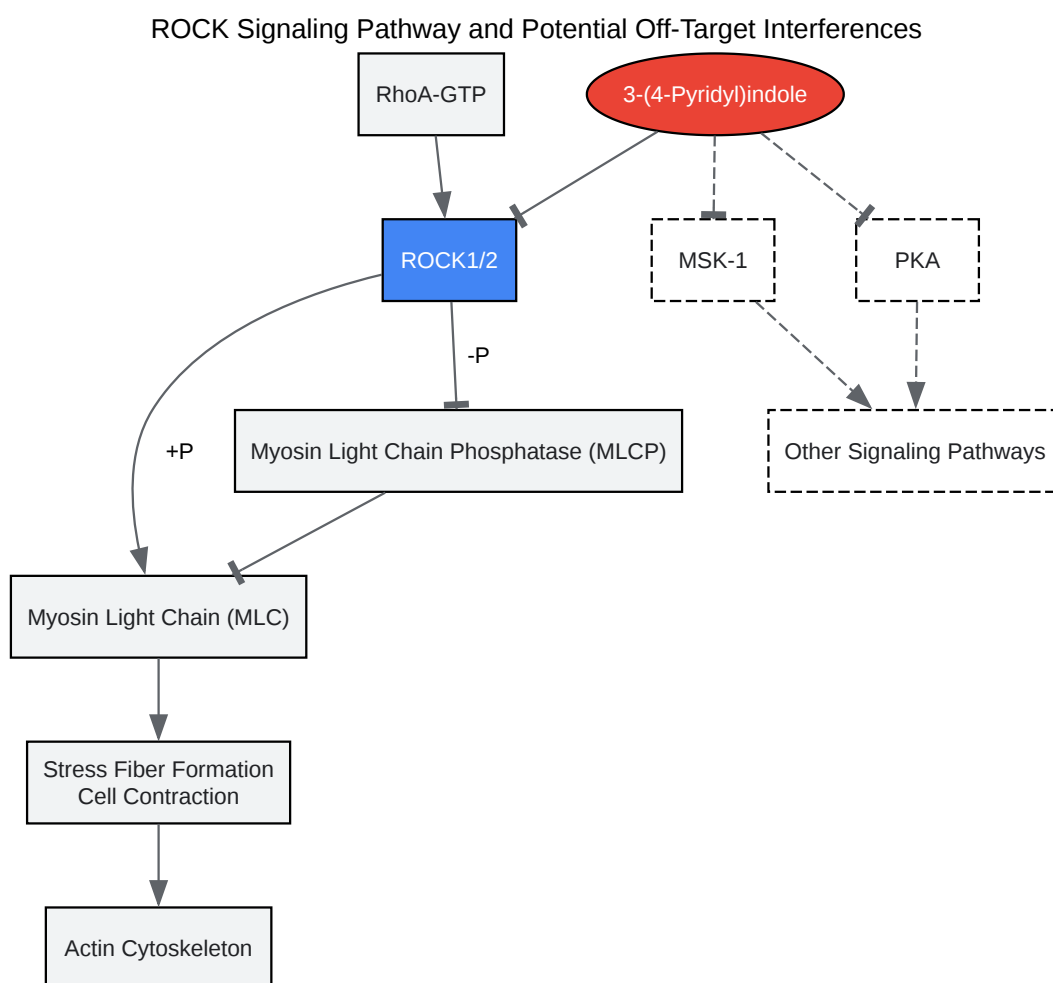 ROCK Signaling Pathway and Potential Off-Target Interferences
RhoA-GTP
3-(4-Pyridyl)indole
ROCK1/2
MSK-1
PKA
-P
+P
Myosin Light Chain Phosphatase (MLCP)
Other Signaling Pathways
Myosin Light Chain (MLC)
Stress Fiber Formation
Cell Contraction
Actin Cytoskeleton